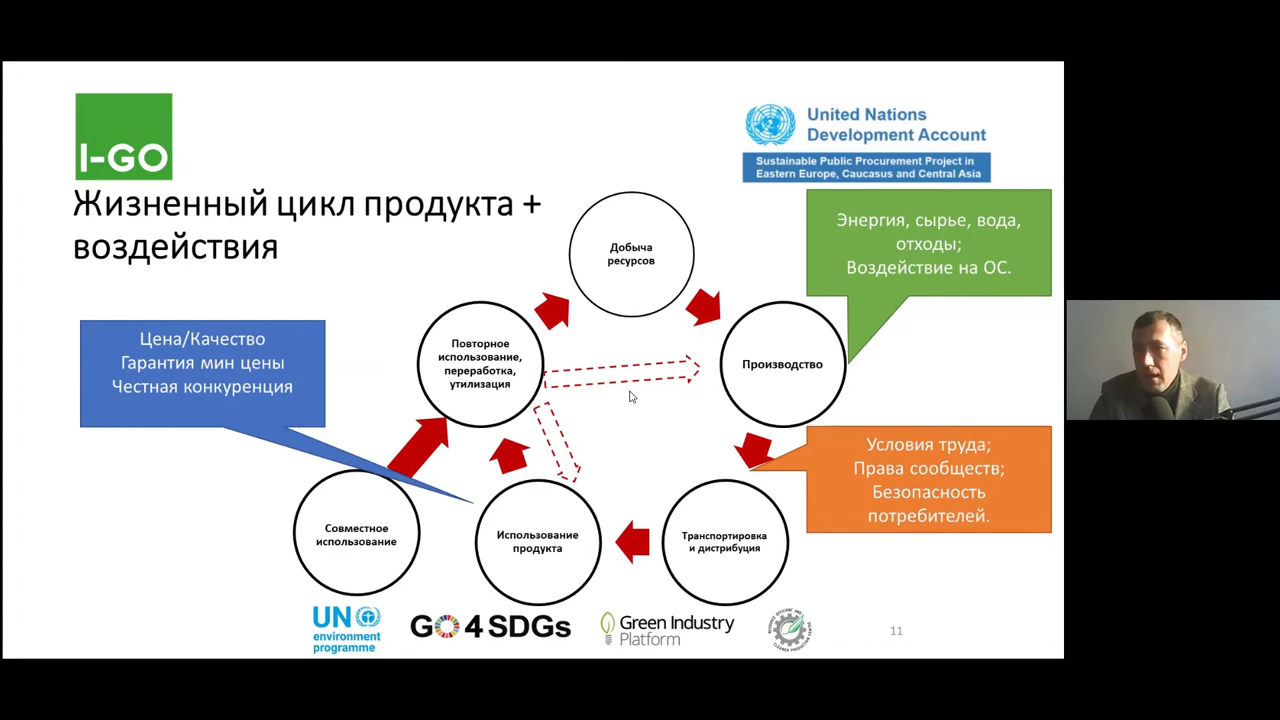 I-GO
United Nations
Development Account
Sustainable Public Procurement Project in
Eastern Europe, Caucasus and Central Asia
Жизненный цикл продукта +
воздействия
Добыча
ресурсов
Энергия, сырье, вода,
отходы;
Воздействие на ОС.
Цена/Качество
Гарантия мин цены
Честная конкуренция
Повторное
использование,
переработка,
утилизация
Производство
Условия труда;
Права сообществ;
Безопасность
потребителей.
Совместное
использование
Использование
продукта
Транспортировка
и дистрибуция
UN
environment
programme
GO 4 SDGs
Green Industry
Platform
11